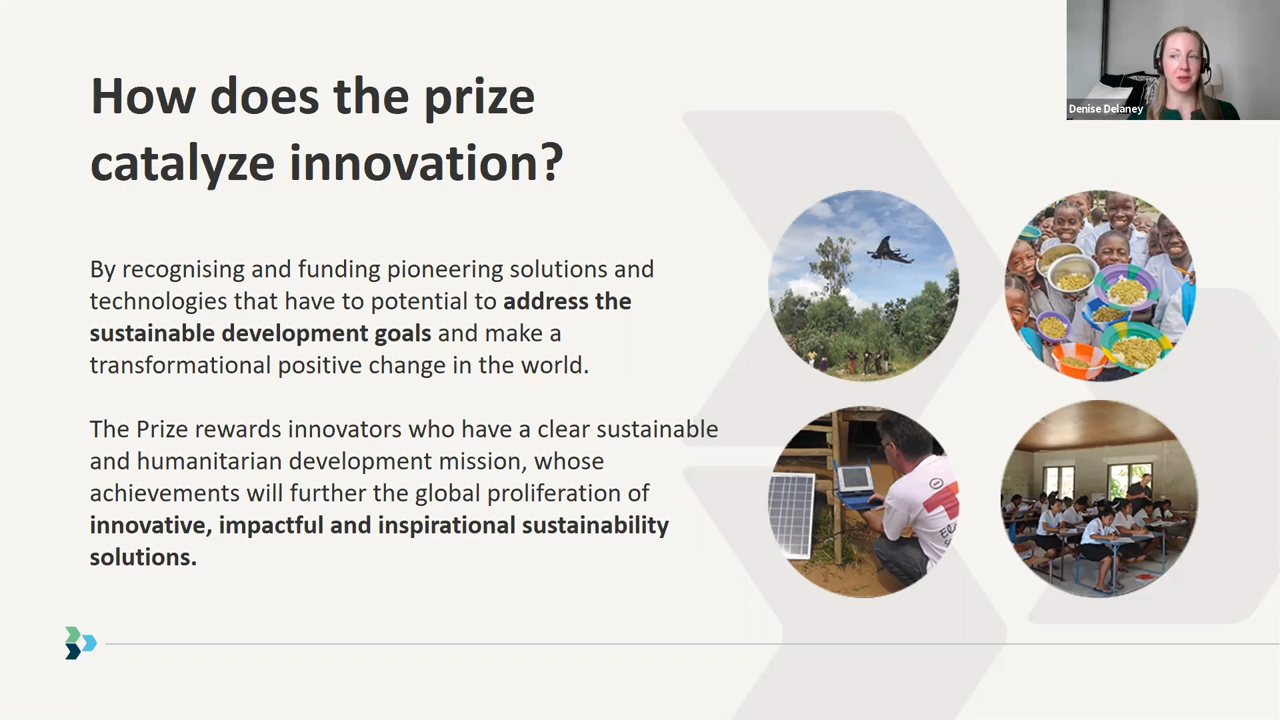 How does the prize
catalyze innovation?
Denise Delaney
By recognising and funding pioneering solutions and
technologies that have to potential to address the
sustainable development goals and make a
transformational positive change in the world.
The Prize rewards innovators who have a clear sustainable
and humanitarian development mission, whose
achievements will further the global proliferation of
innovative, impactful and inspirational sustainability
solutions.